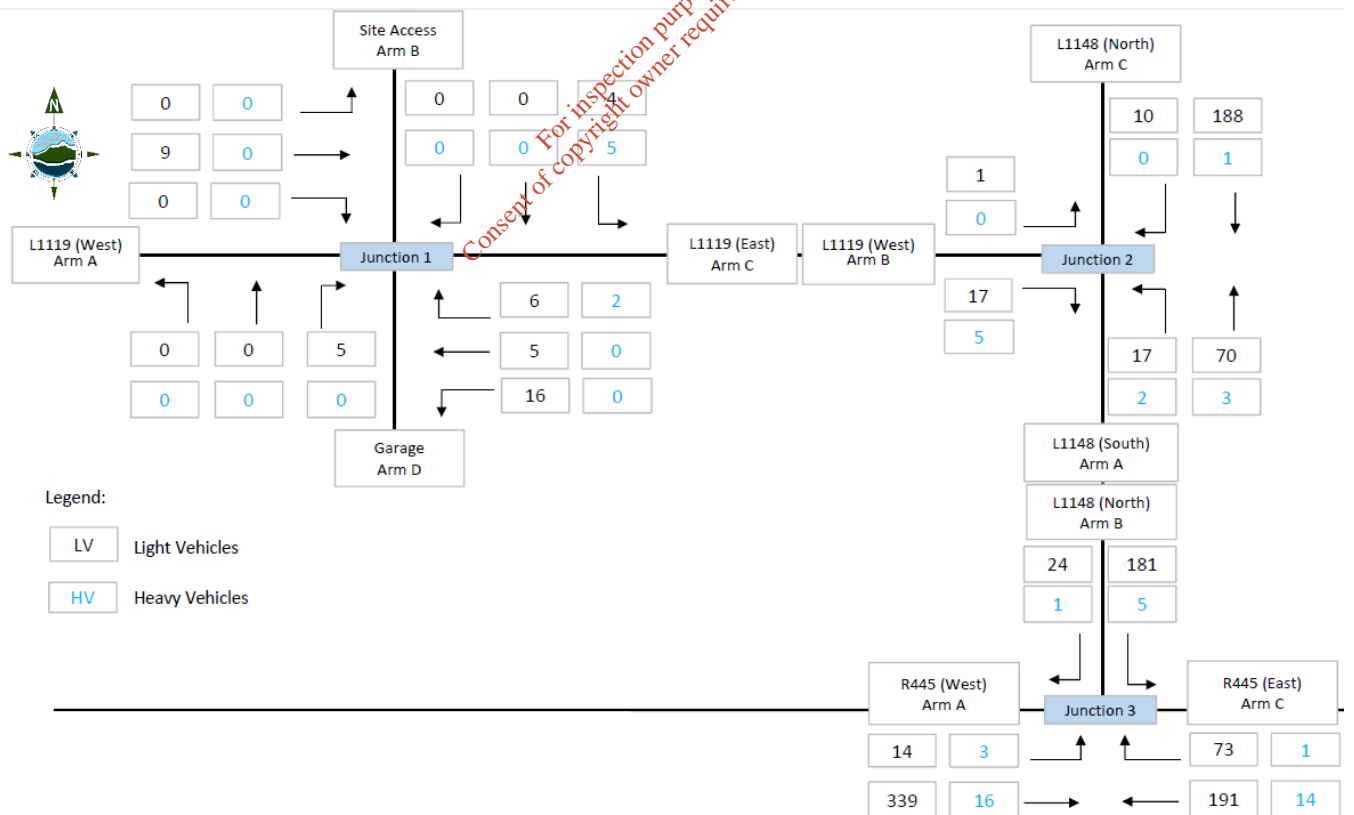 For inspection purp
Consent of copyright owner requir
N
Site Access
Arm B
L1148 (North)
Arm C
0 0
9 0
0 0
0 0 4
0 0 5
10 188
0 1
1
0
L1119 (West)
Arm A
Junction 1
L1119 (East)
Arm C
L1119 (West)
Arm B
Junction 2
17
5
6 2
5 0
16 0
0 0 5
0 0 0
17 70
2 3
Garage
Arm D
L1148 (South)
Arm A
L1148 (North)
Arm B
Legend:
LV Light Vehicles
HV Heavy Vehicles
24 181
1 5
R445 (West)
Arm A
Junction 3
R445 (East)
Arm C
14 3
73 1
339 16
191 14